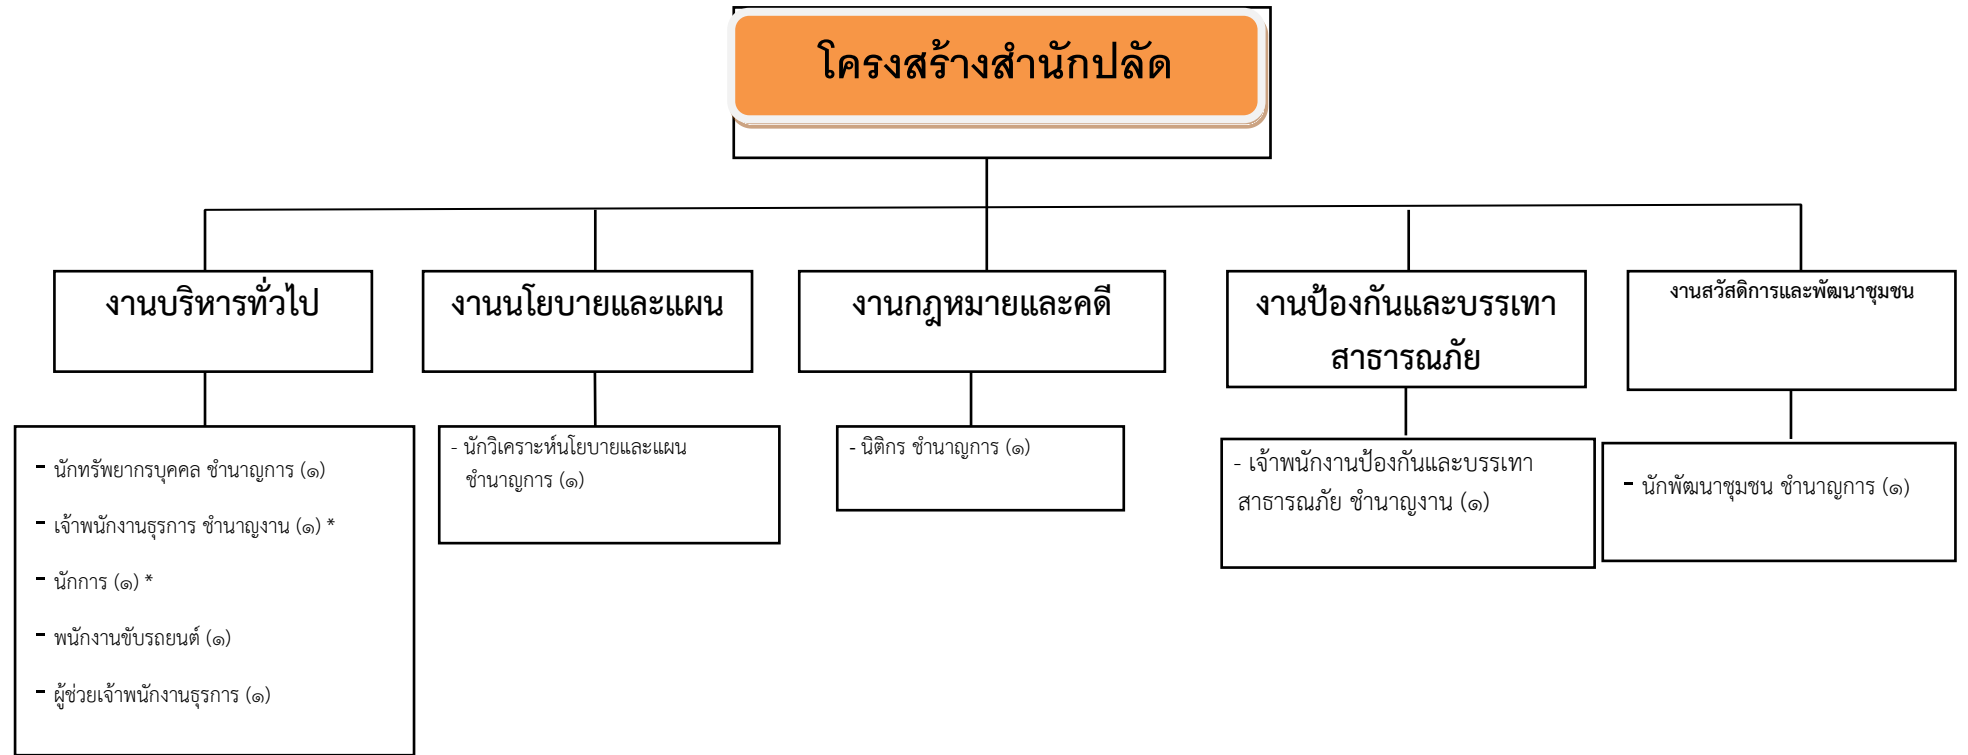 โครงสร้างสำนักปลัด
งานบริหารทั่วไป
- นักทรัพยากรบุคคล ชำนาญการ (๑)
- เจ้าพนักงานธุรการ ชำนาญงาน (๑) *
- นักการ (๑) *
- พนักงานขับรถยนต์ (๑)
- ผู้ช่วยเจ้าพนักงานธุรการ (๑)
งานนโยบายและแผน
- นักวิเคราะห์นโยบายและแผน
ชำนาญการ (๑)
งานกฎหมายและคดี
- นิติกร ชำนาญการ (๑)
งานป้องกันและบรรเทา
สาธารณภัย
- เจ้าพนักงานป้องกันและบรรเทา
สาธารณภัย ชำนาญงาน (๑)
งานสวัสดิการและพัฒนาชุมชน
- นักพัฒนาชุมชน ชำนาญการ (๑)